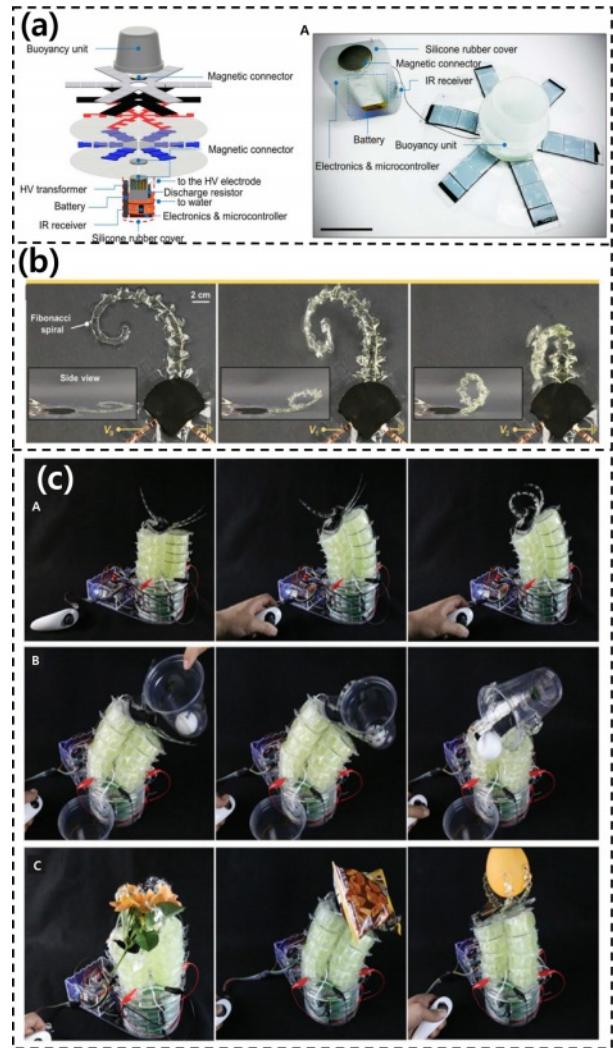 (a)
Buoyancy unit
Magnetic connector
Magnetic connector
HV transformer
Battery
IR receiver
Silicone rubber cover
to the HV electrode
Discharge resistor
to water
Electronics & microcontroller
A
Silicone rubber cover
Magnetic connector
IR receiver
Battery
Buoyancy unit
Electronics & microcontroller
(b)
2 cm
Fibonacci
spiral
Side view
(c)
A
B
C